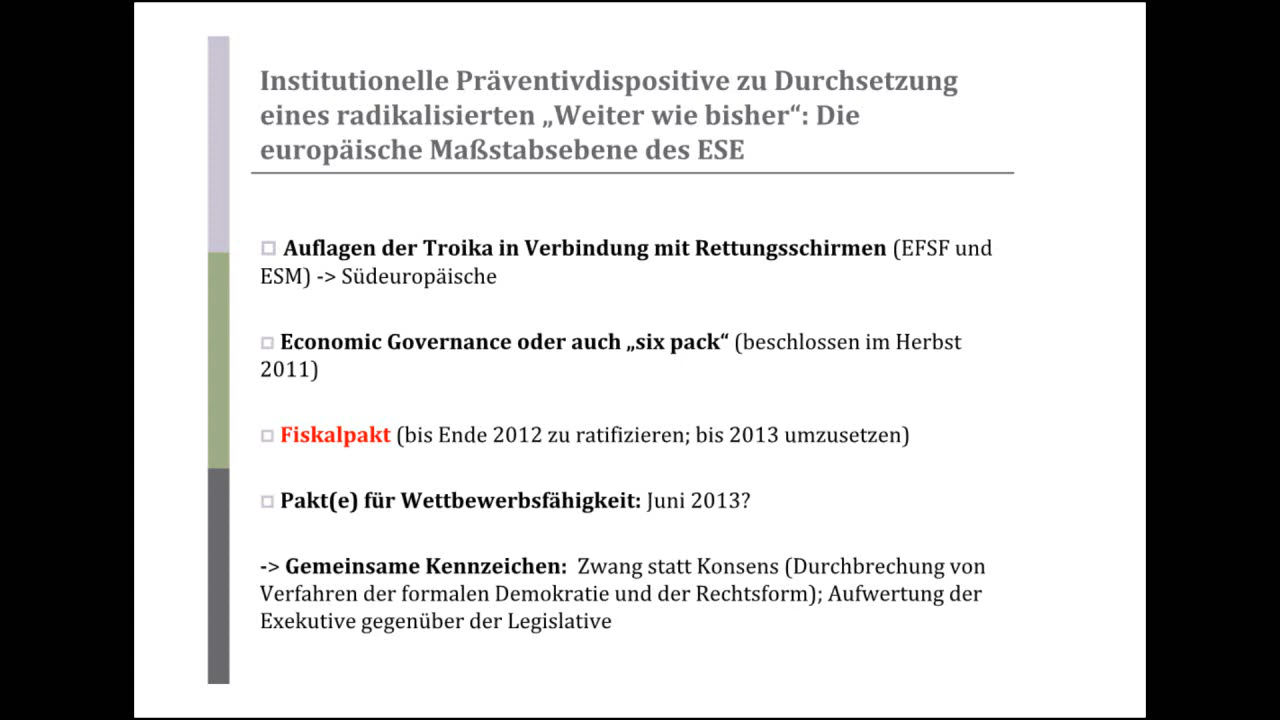 Institutionelle Präventivdispositive zu Durchsetzung
eines radikalisierten „Weiter wie bisher“: Die
europäische Maßstabsebene des ESE
Auflagen der Troika in Verbindung mit Rettungsschirmen (EFSF und
ESM) -> Südeuropäische
Economic Governance oder auch „six pack“ (beschlossen im Herbst
2011)
Fiskalpakt (bis Ende 2012 zu ratifizieren; bis 2013 umzusetzen)
Pakt(e) für Wettbewerbsfähigkeit: Juni 2013?
-> Gemeinsame Kennzeichen: Zwang statt Konsens (Durchbrechung von
Verfahren der formalen Demokratie und der Rechtsform); Aufwertung der
Exekutive gegenüber der Legislative